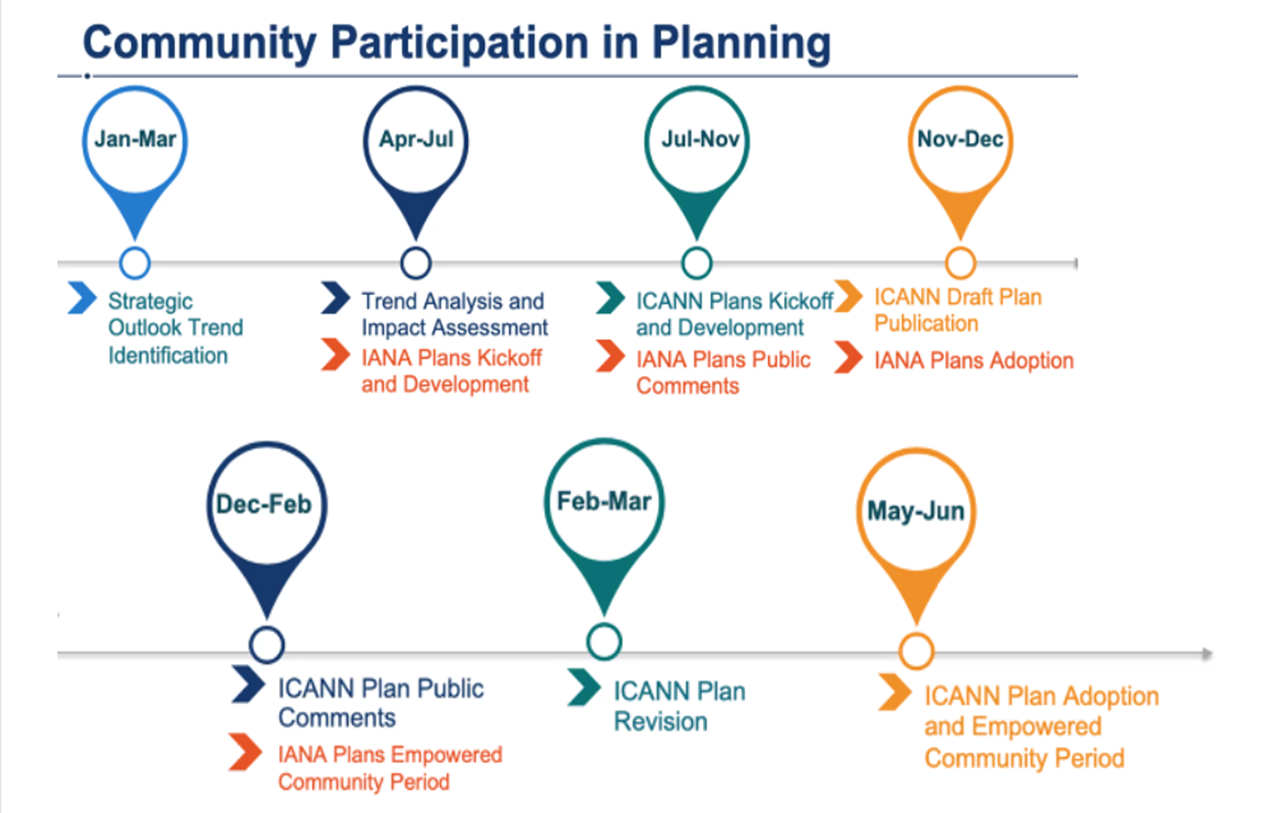 Community Participation in Planning
Jan-Mar
Apr-Jul
Jul-Nov
Nov-Dec
Strategic
Outlook Trend
Identification
Trend Analysis and
Impact Assessment
IANA Plans Kickoff
and Development
ICANN Plans Kickoff
and Development
IANA Plans Public
Comments
ICANN Draft Plan
Publication
IANA Plans Adoption
Dec-Feb
Feb-Mar
May-Jun
ICANN Plan Public
Comments
IANA Plans Empowered
Community Period
ICANN Plan
Revision
ICANN Plan Adoption
and Empowered
Community Period